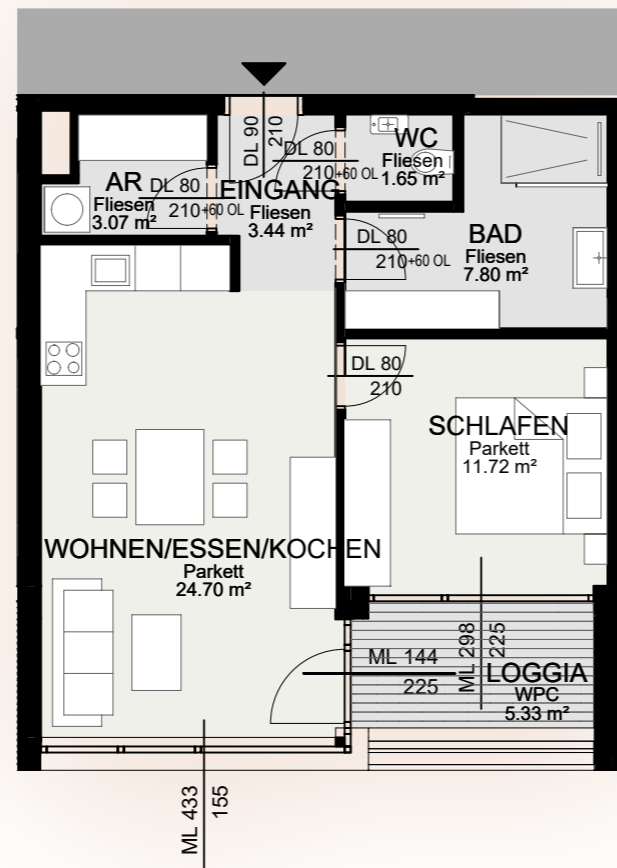 DL 90
210
WC
Fliesen
1.65 m²
DL 80
210+60 OL
AR
Fliesen
3.07 m²
DL 80
210+60 OL
EINGANG
Fliesen
3.44 m²
BAD
Fliesen
7.80 m²
DL 80
210+60 OL
DL 80
210
SCHLAFEN
Parkett
11.72 m²
WOHNEN/ESSEN/KOCHEN
Parkett
24.70 m²
ML 144
225
ML 298
225
LOGGIA
WPC
5.33 m²
ML 433
155